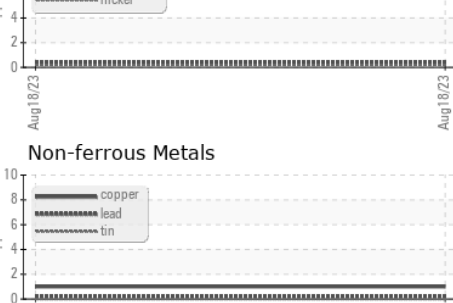 nickel
4
2
0
Aug18/23
Aug18/23
Non-ferrous Metals
10
8
6
4
2
0
copper
lead
tin